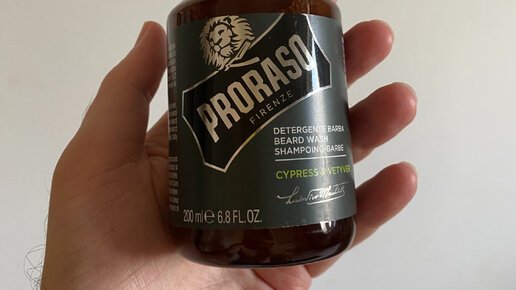 PRORASO
FIRENZE
DETERGENTE BARBA
BEARD WASH
SHAMPOING BARBE
CYPRESS & VETYVER
200 ml ℮ 6.8 FL.OZ.